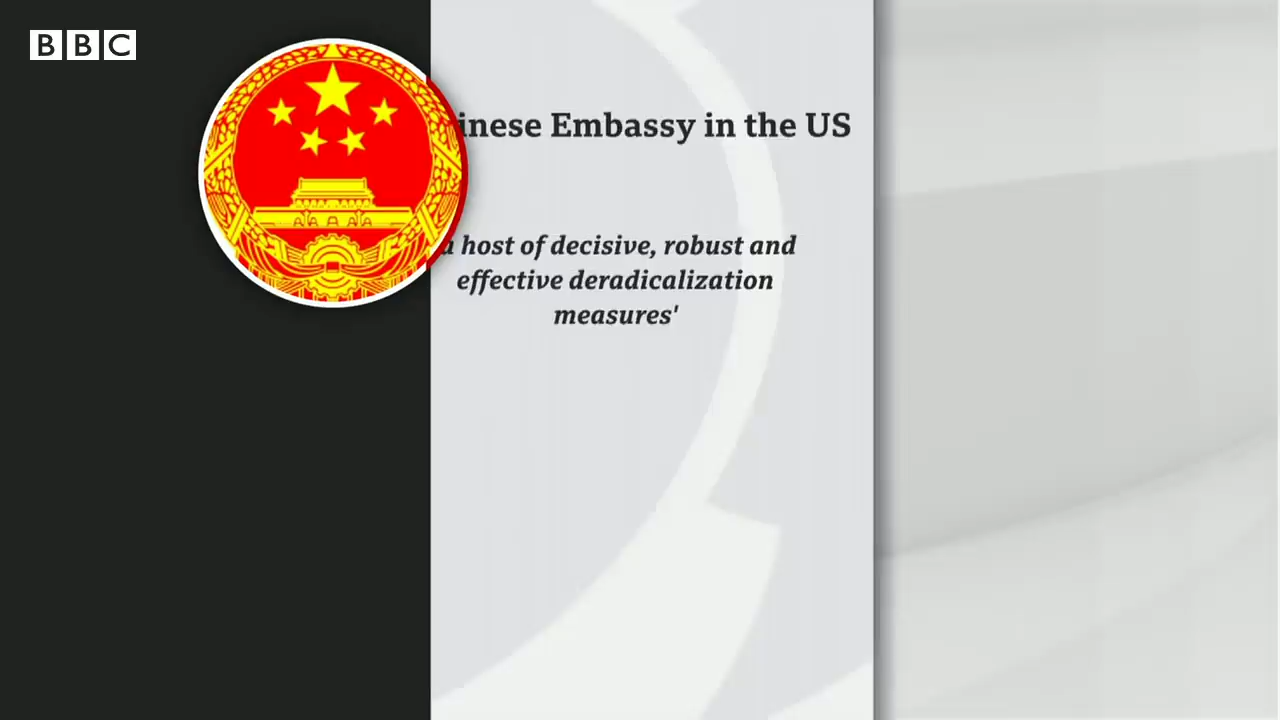 BBC
inese Embassy in the US
host of decisive, robust and
effective deradicalization
measures'